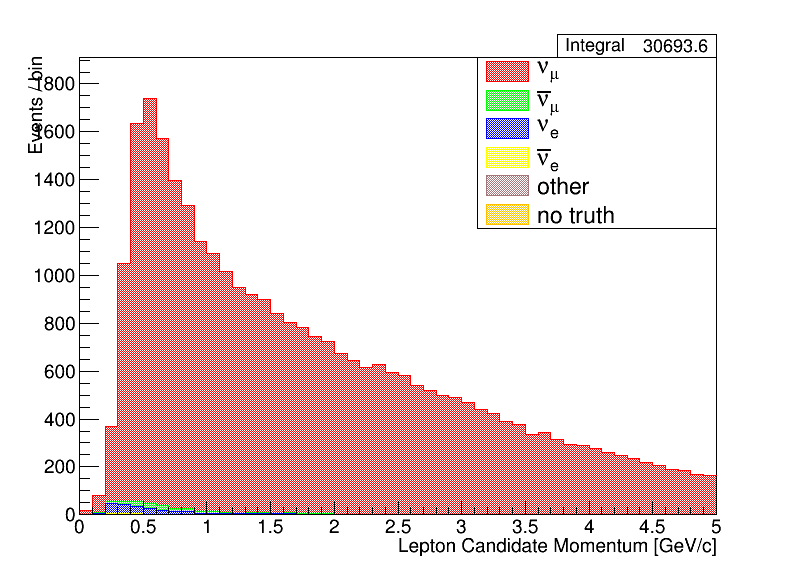 Integral 30693.6
Events / bin
ν_μ
ν̅_μ
ν_e
ν̅_e
other
no truth
1800
1600
1400
1200
1000
800
600
400
200
0
0 0.5 1 1.5 2 2.5 3 3.5 4 4.5 5
Lepton Candidate Momentum [GeV/c]